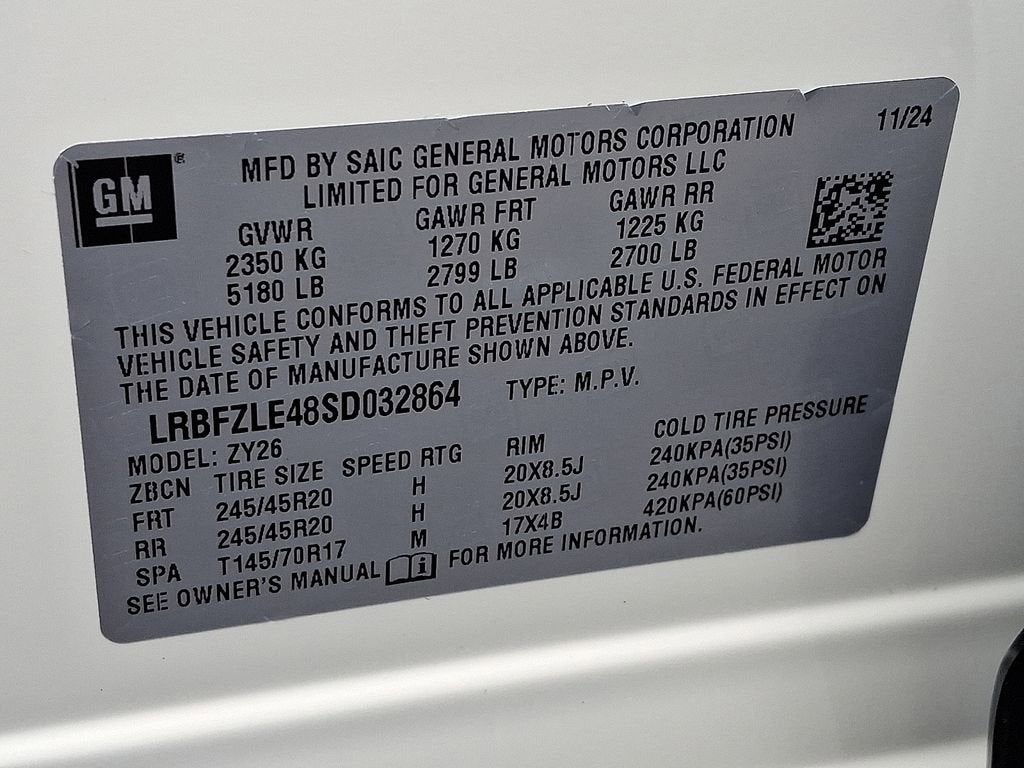 GM ®
11/24
MFD BY SAIC GENERAL MOTORS CORPORATION
LIMITED FOR GENERAL MOTORS LLC
GVWR GAWR FRT GAWR RR
2350 KG 1270 KG 1225 KG
5180 LB 2799 LB 2700 LB
THIS VEHICLE CONFORMS TO ALL APPLICABLE U.S. FEDERAL MOTOR
VEHICLE SAFETY AND THEFT PREVENTION STANDARDS IN EFFECT ON
THE DATE OF MANUFACTURE SHOWN ABOVE.
LRBFZLE48SD032864 TYPE: M.P.V.
MODEL: ZY26
ZBCN TIRE SIZE SPEED RTG RIM COLD TIRE PRESSURE
FRT 245/45R20 H 20X8.5J 240KPA(35PSI)
RR 245/45R20 H 20X8.5J 240KPA(35PSI)
SPA T145/70R17 M 17X4B 420KPA(60PSI)
SEE OWNER'S MANUAL i FOR MORE INFORMATION.